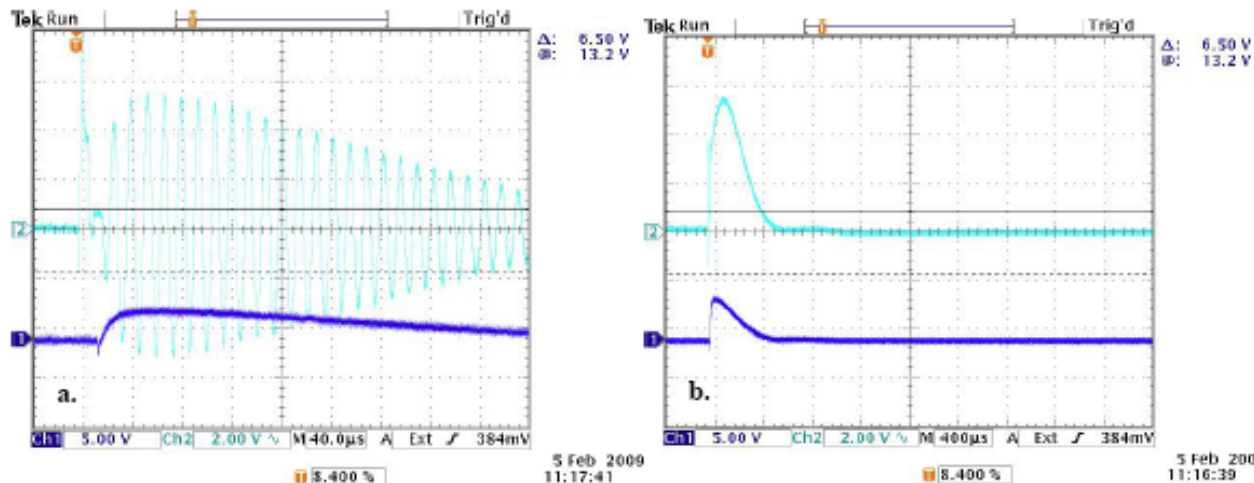 Tek Run
Trig'd
T
T
Δ: 6.50 V
@: 13.2 V
2
1
a.
Ch1 5.00 V Ch2 2.00 V∿ M 40.0µs A Ext ƒ 384mV
T 8.400 %
5 Feb 2009
11:17:41
Tek Run
Trig'd
T
T
Δ: 6.50 V
@: 13.2 V
2
1
b.
Ch1 5.00 V Ch2 2.00 V∿ M 400µs A Ext ƒ 384mV
T 8.400 %
5 Feb 200
11:16:39